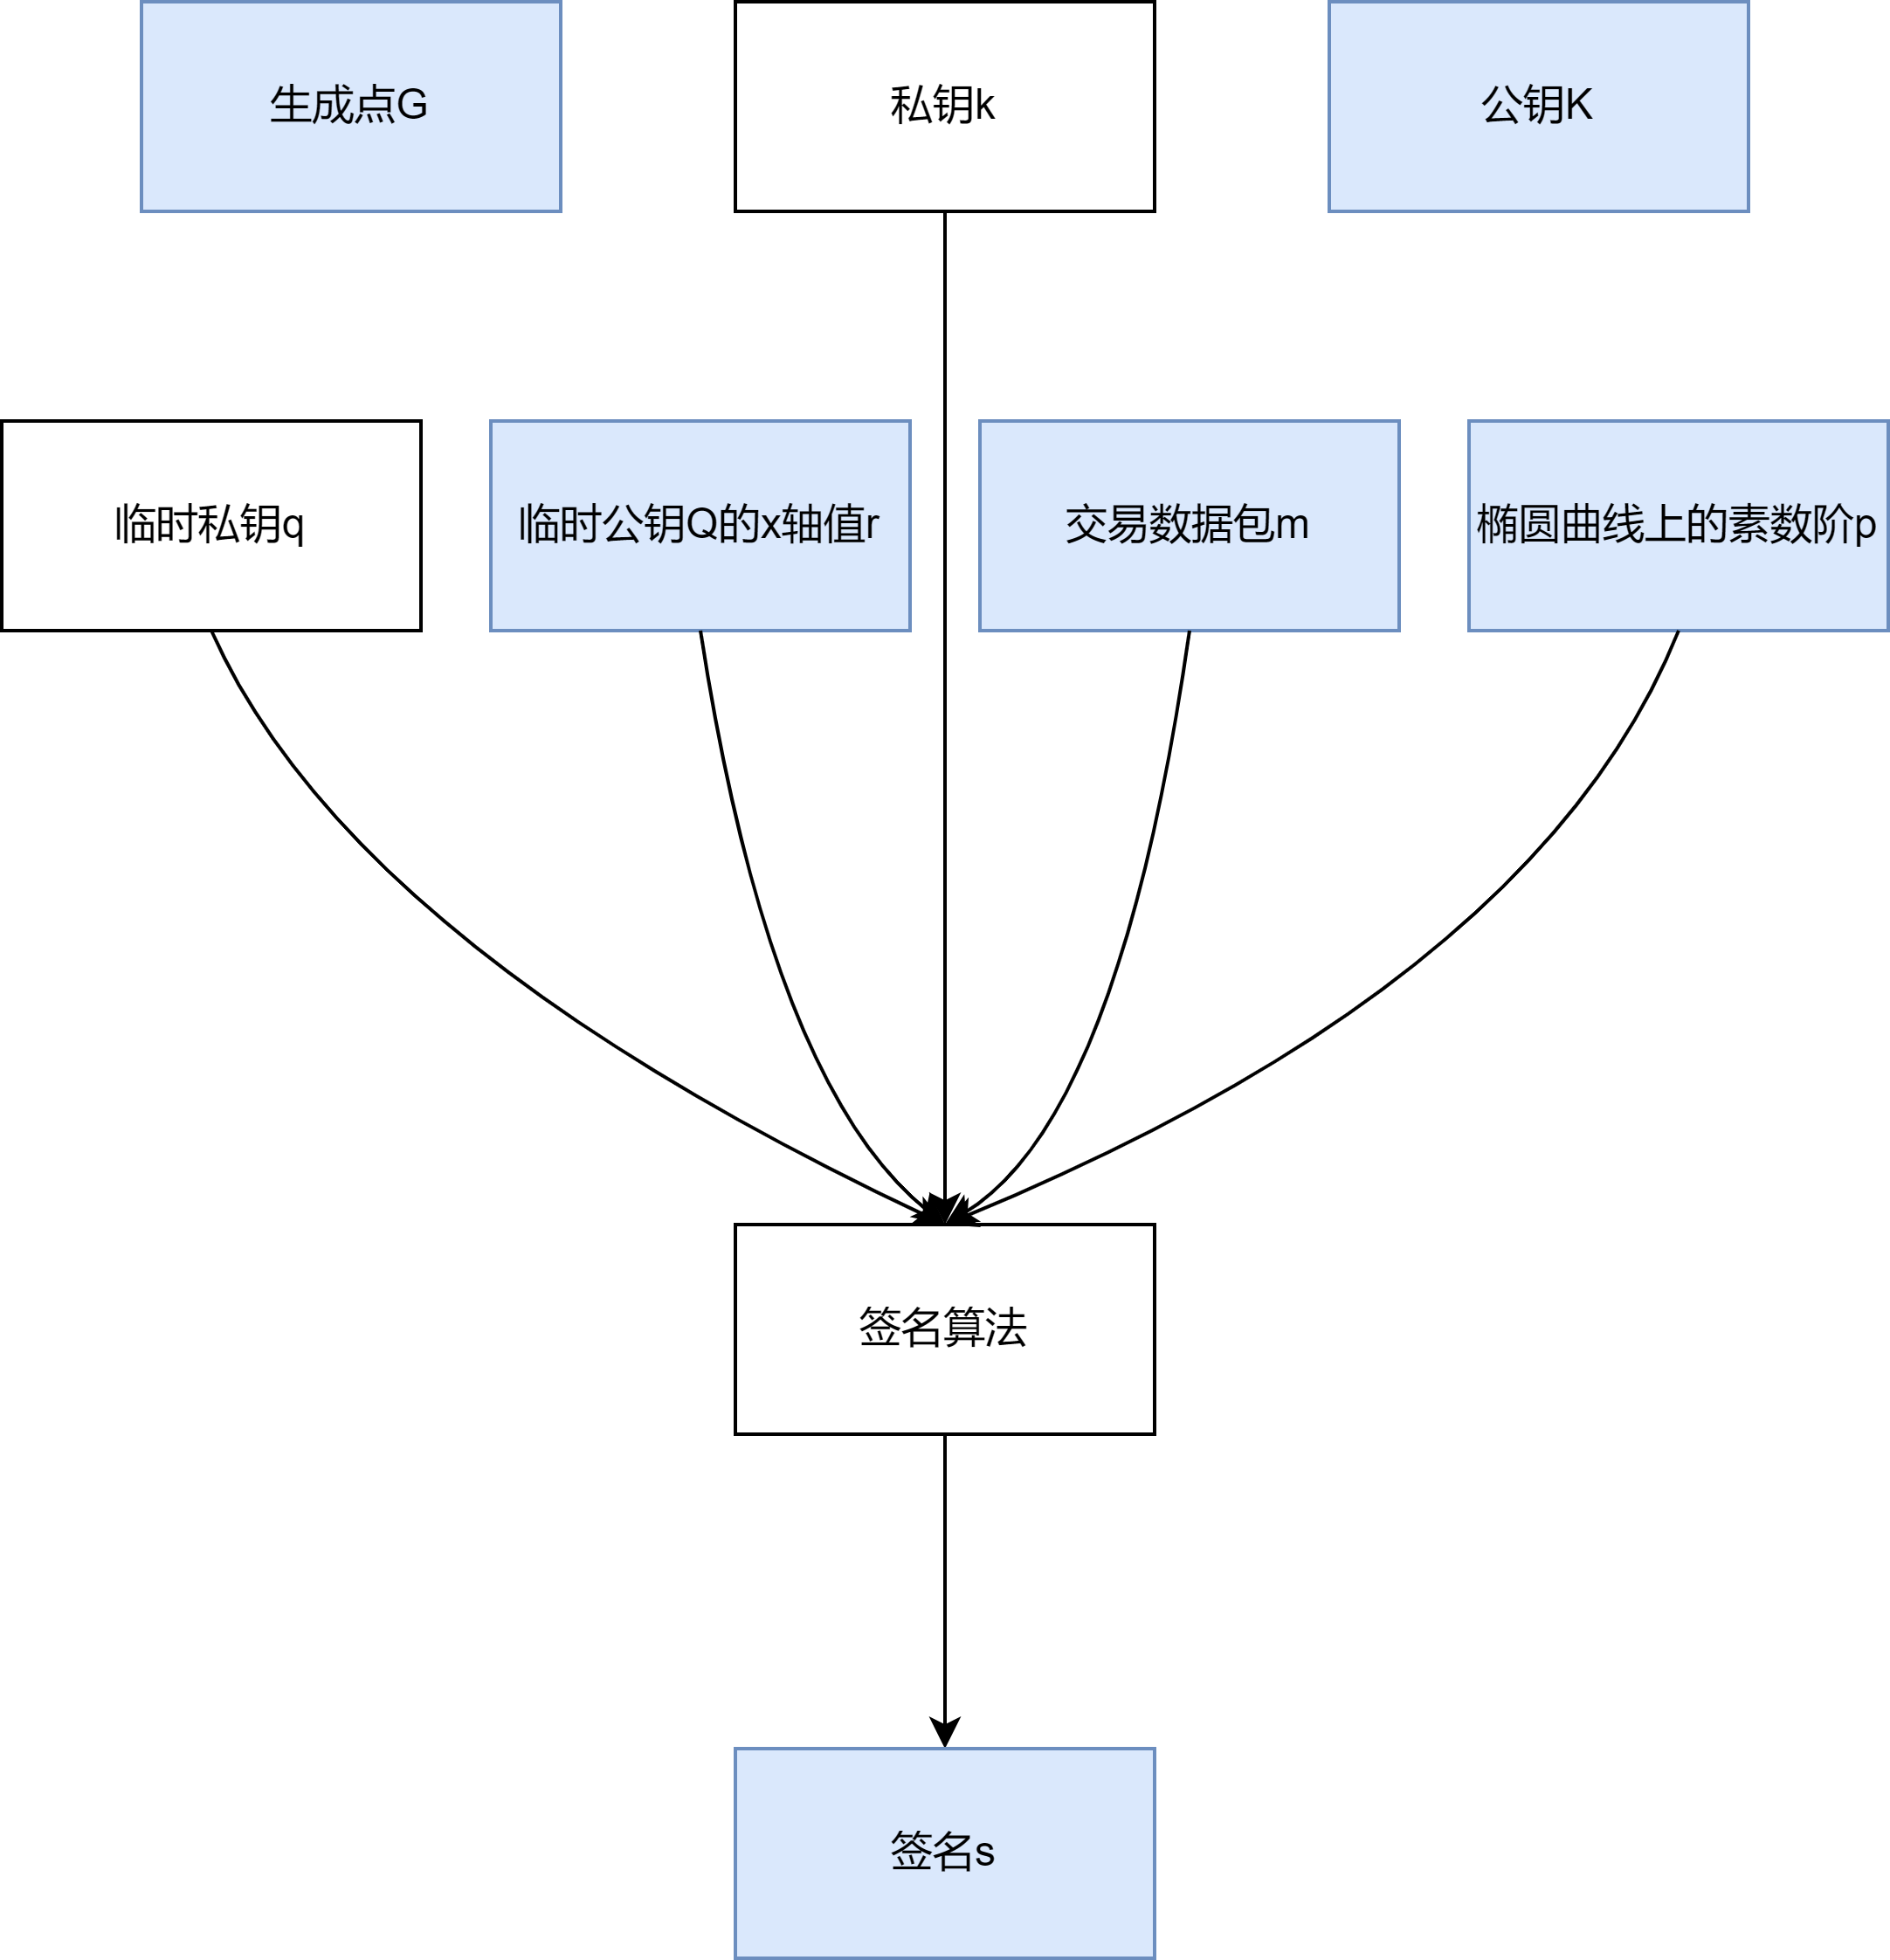 生成点G
私钥k
公钥K
临时私钥q
临时公钥Q的x轴值r
交易数据包m
椭圆曲线上的素数阶p
签名算法
签名s